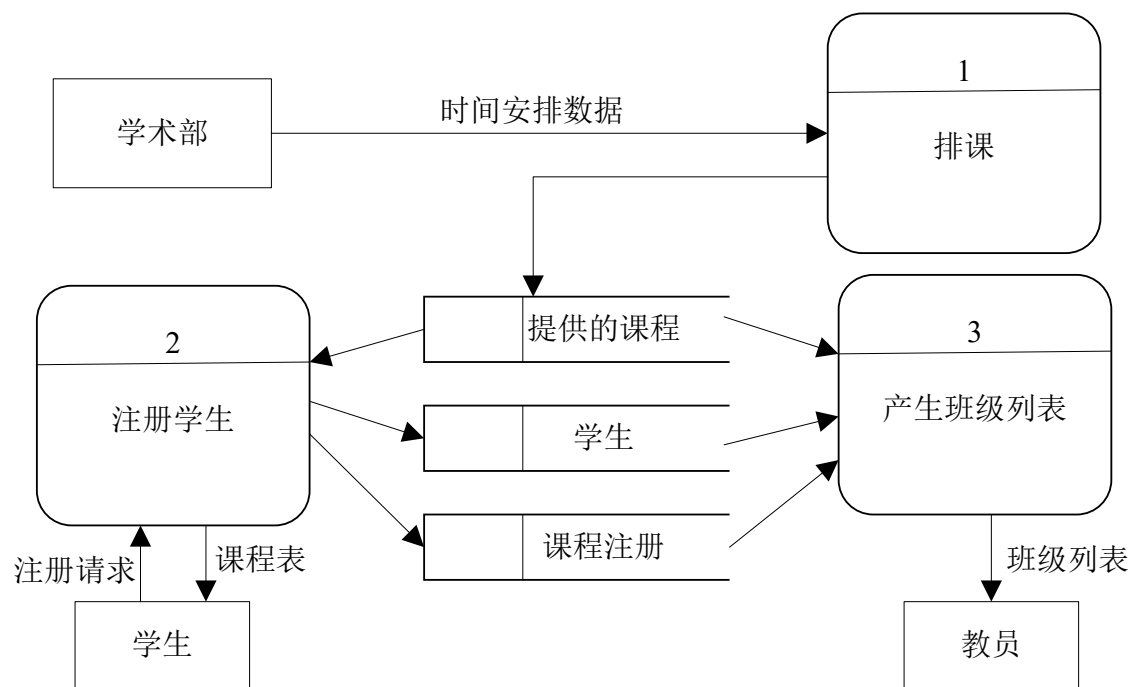 1
学术部
时间安排数据
排课
2
注册学生
提供的课程
学生
课程注册
3
产生班级列表
注册请求
课程表
班级列表
学生
教员